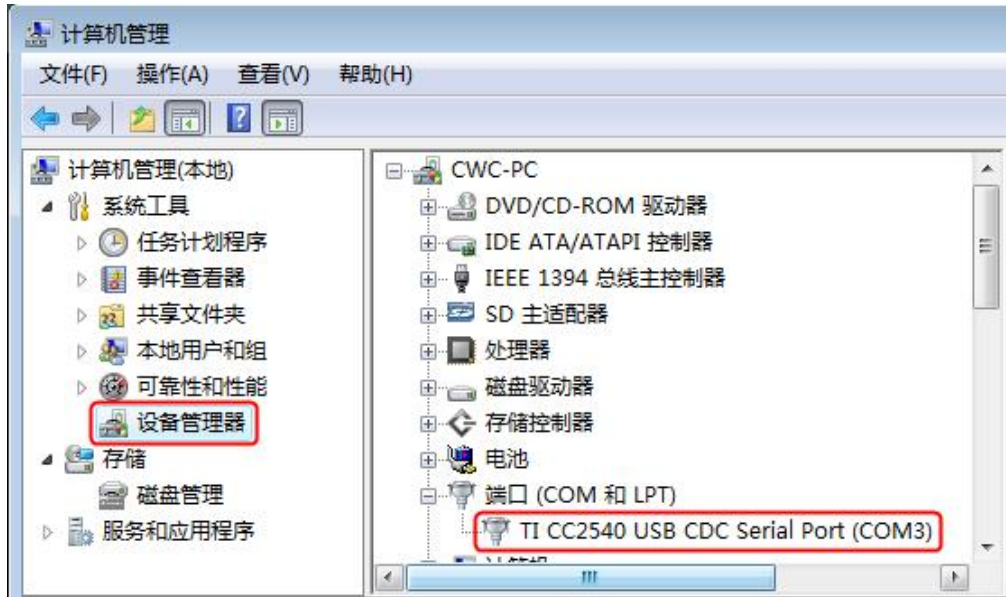 计算机管理
文件(F) 操作(A) 查看(V) 帮助(H)
计算机管理(本地)
系统工具
任务计划程序
事件查看器
共享文件夹
本地用户和组
可靠性和性能
设备管理器
存储
磁盘管理
服务和应用程序
CWC-PC
DVD/CD-ROM 驱动器
IDE ATA/ATAPI 控制器
IEEE 1394 总线主控制器
SD 主适配器
处理器
磁盘驱动器
存储控制器
电池
端口 (COM 和 LPT)
TI CC2540 USB CDC Serial Port (COM3)